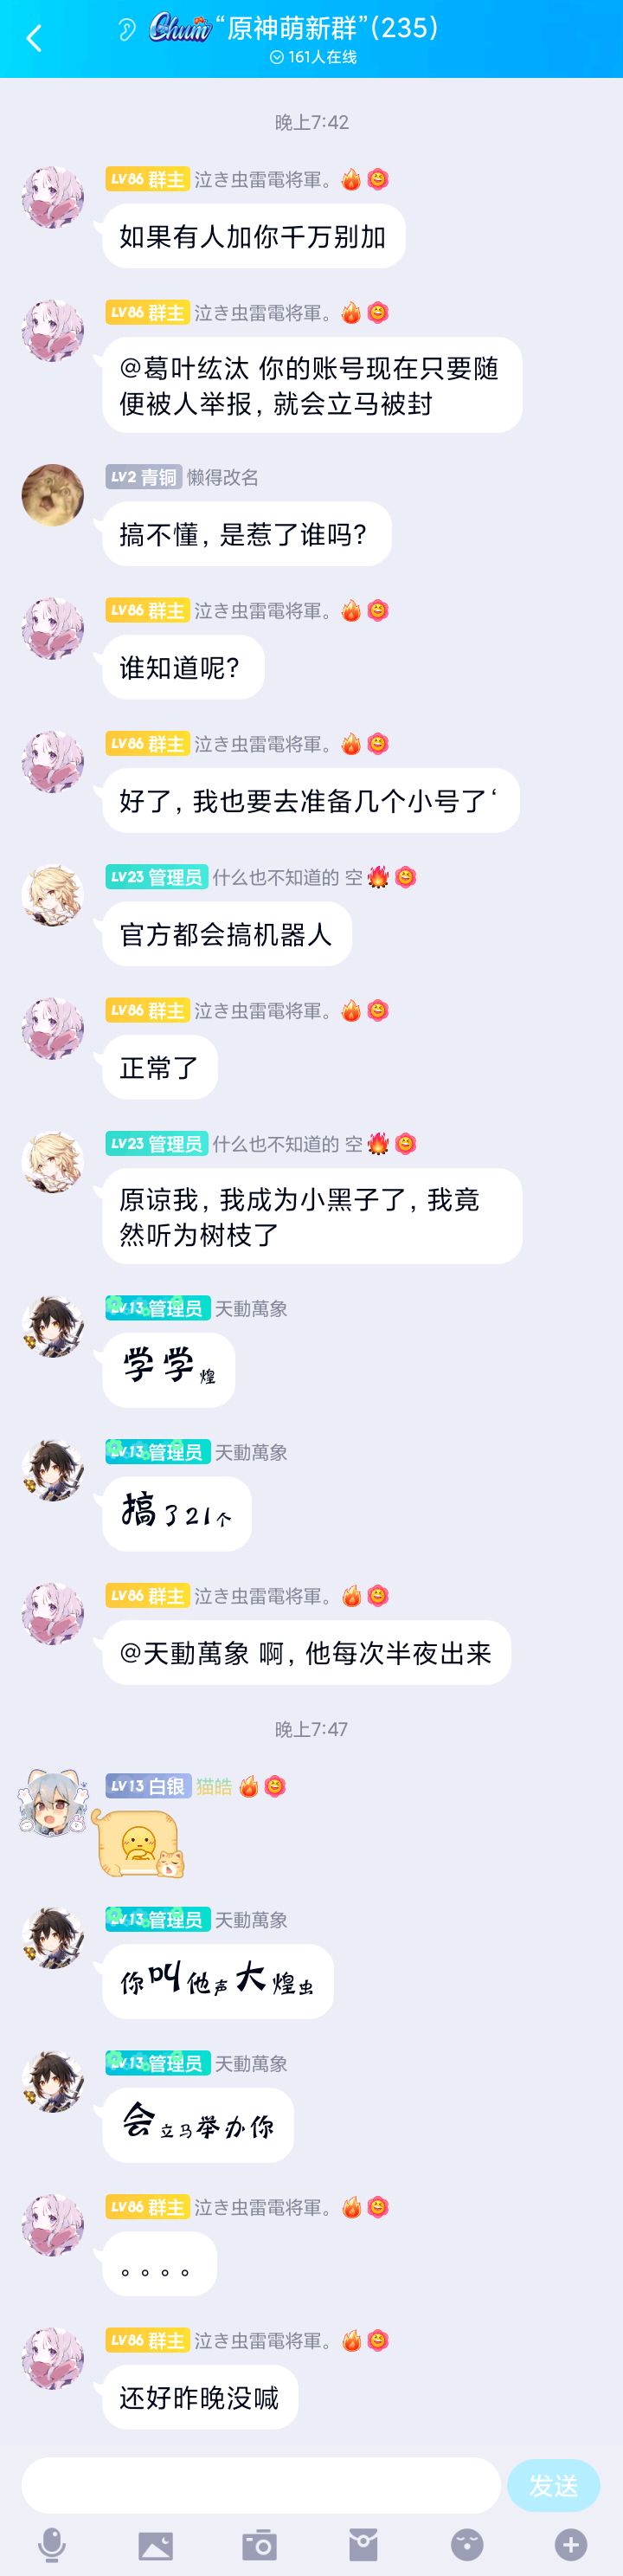 Chum “原神萌新群”(235)
161人在线
晚上7:42
LV86 群主 泣き虫雷電将軍。
如果有人加你千万别加
LV86 群主 泣き虫雷電将軍。
@葛叶纮汰 你的账号现在只要随
便被人举报，就会立马被封
LV2 青铜 懒得改名
搞不懂，是惹了谁吗？
LV86 群主 泣き虫雷電将軍。
谁知道呢？
LV86 群主 泣き虫雷電将軍。
好了，我也要去准备几个小号了‘
LV23 管理员 什么也不知道的 空
官方都会搞机器人
LV86 群主 泣き虫雷電将軍。
正常了
LV23 管理员 什么也不知道的 空
原谅我，我成为小黑子了，我竟
然听为树枝了
LV13 管理员 天動萬象
学学煌
LV13 管理员 天動萬象
搞了21个
LV86 群主 泣き虫雷電将軍。
@天動萬象 啊，他每次半夜出来
晚上7:47
LV13 白银 猫皓
LV13 管理员 天動萬象
你叫他声大煌虫
LV13 管理员 天動萬象
会立马举办你
LV86 群主 泣き虫雷電将軍。
。。。。
LV86 群主 泣き虫雷電将軍。
还好昨晚没喊
发送